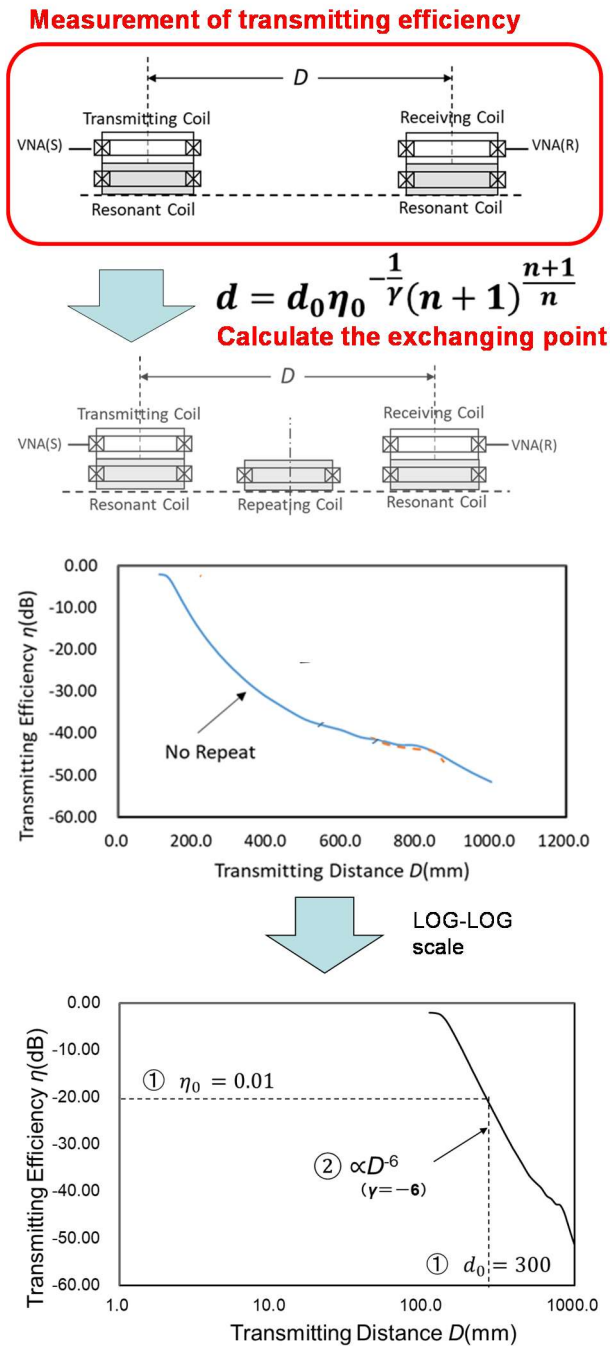 Measurement of transmitting efficiency
D
Transmitting Coil
Receiving Coil
VNA(S)
VNA(R)
Resonant Coil
Resonant Coil
d = d₀η₀^(-1/γ)(n + 1)^((n+1)/n)
Calculate the exchanging point
D
Transmitting Coil
Receiving Coil
VNA(S)
VNA(R)
Resonant Coil
Repeating Coil
Resonant Coil
0.00
-10.00
-20.00
-30.00
-40.00
-50.00
-60.00
Transmitting Efficiency η(dB)
No Repeat
0.0 200.0 400.0 600.0 800.0 1000.0 1200.0
Transmitting Distance D(mm)
LOG-LOG
scale
0.00
-10.00
-20.00
-30.00
-40.00
-50.00
-60.00
Transmitting Efficiency η(dB)
① η₀ = 0.01
② ∝D⁻⁶
(γ=−6)
① d₀ = 300
1.0 10.0 100.0 1000.0
Transmitting Distance D(mm)